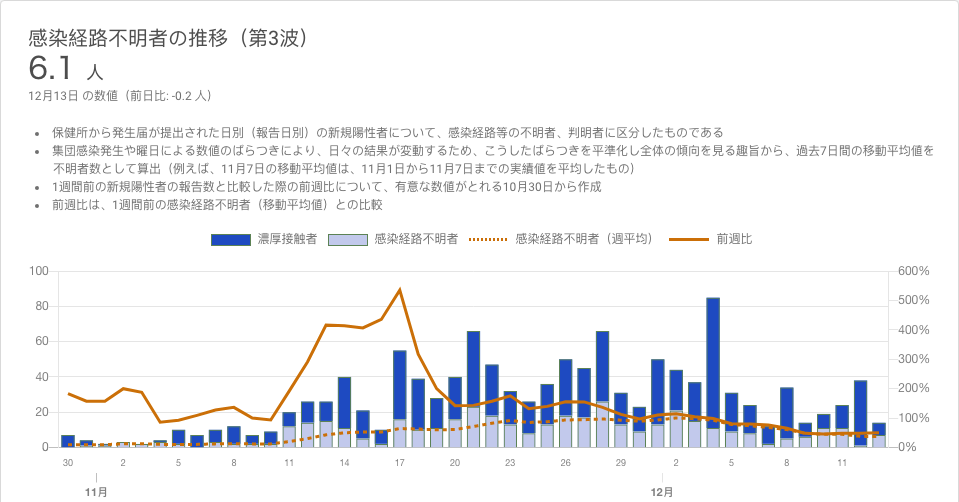 感染経路不明者の推移（第3波）
6.1 人
12月13日 の数値（前日比: -0.2 人）
• 保健所から発生届が提出された日別（報告日別）の新規陽性者について、感染経路等の不明者、判明者に区分したものである
• 集団感染発生や曜日による数値のばらつきにより、日々の結果が変動するため、こうしたばらつきを平準化し全体の傾向を見る趣旨から、過去7日間の移動平均値を
不明者数として算出（例えば、11月7日の移動平均値は、11月1日から11月7日までの実績値を平均したもの）
• 1週間前の新規陽性者の報告数と比較した際の前週比について、有意な数値がとれる10月30日から作成
• 前週比は、1週間前の感染経路不明者（移動平均値）との比較
濃厚接触者 感染経路不明者 感染経路不明者（週平均） 前週比
100 600%
500%
80
400%
60
300%
40
200%
20
100%
0 0%
30 2 5 8 11 14 17 20 23 26 29 2 5 8 11
11月 12月